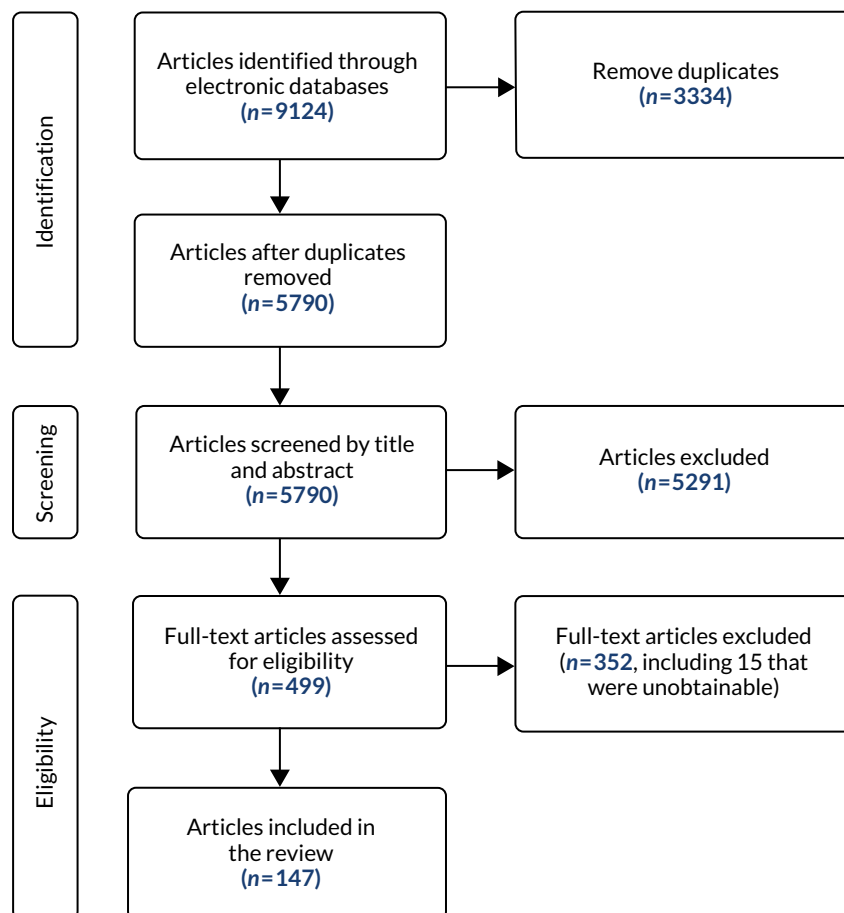 Identification
Articles identified through
electronic databases
(n=9124)
Remove duplicates
(n=3334)
Articles after duplicates
removed
(n=5790)
Screening
Articles screened by title
and abstract
(n=5790)
Articles excluded
(n=5291)
Eligibility
Full-text articles assessed
for eligibility
(n=499)
Full-text articles excluded
(n=352, including 15 that
were unobtainable)
Articles included in
the review
(n=147)